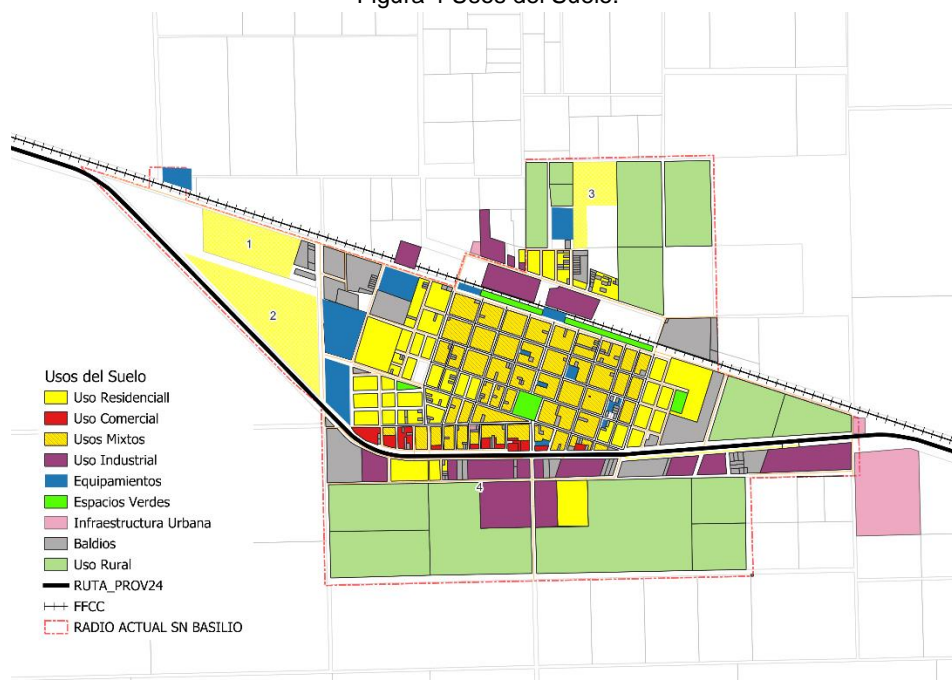 Figura 4 Usos del Suelo.
1
2
3
4
Usos del Suelo
Uso Residenciall
Uso Comercial
Usos Mixtos
Uso Industrial
Equipamientos
Espacios Verdes
Infraestructura Urbana
Baldios
Uso Rural
RUTA_PROV24
FFCC
RADIO ACTUAL SN BASILIO